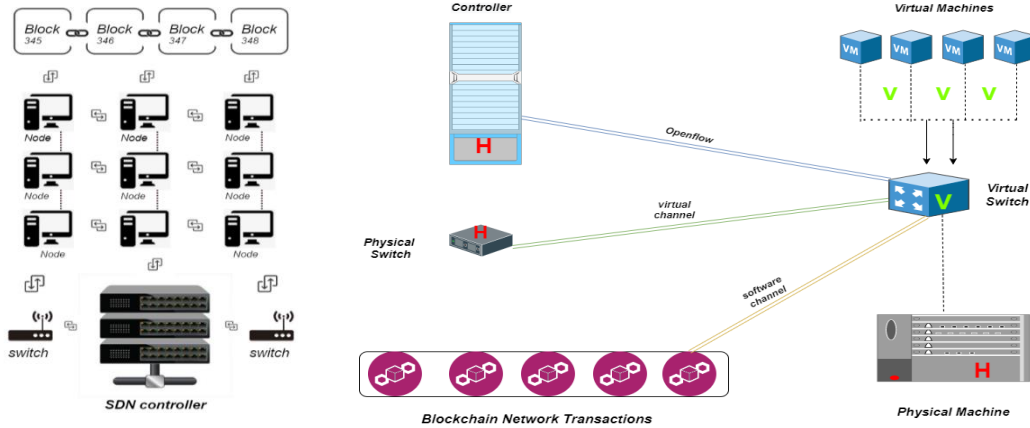 Block
345
Block
346
Block
347
Block
348
Node
Node
Node
Node
Node
Node
Node
Node
Node
switch
switch
SDN controller
Controller
H
Openflow
Virtual Machines
VM
VM
VM
VM
V
V
V
virtual
channel
V
Virtual
Switch
Physical
Switch
H
software
channel
H
Blockchain Network Transactions
Physical Machine